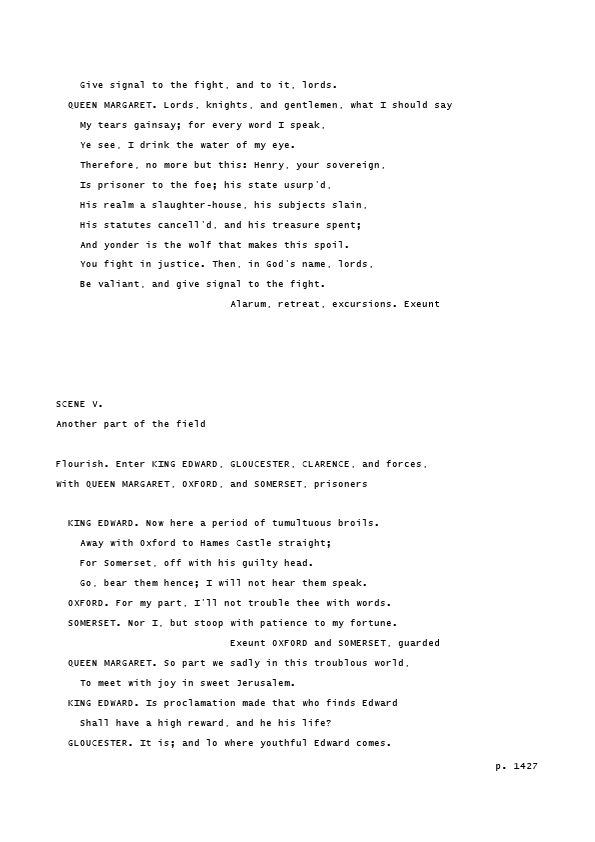 Give signal to the fight, and to it, lords.
QUEEN MARGARET. Lords, knights, and gentlemen, what I should say
My tears gainsay; for every word I speak,
Ye see, I drink the water of my eye.
Therefore, no more but this: Henry, your sovereign,
Is prisoner to the foe; his state usurp'd,
His realm a slaughter-house, his subjects slain,
His statutes cancell'd, and his treasure spent;
And yonder is the wolf that makes this spoil.
You fight in justice. Then, in God's name, lords,
Be valiant, and give signal to the fight.
Alarum, retreat, excursions. Exeunt
SCENE V.
Another part of the field
Flourish. Enter KING EDWARD, GLOUCESTER, CLARENCE, and forces,
With QUEEN MARGARET, OXFORD, and SOMERSET, prisoners
KING EDWARD. Now here a period of tumultuous broils.
Away with Oxford to Hames Castle straight;
For Somerset, off with his guilty head.
Go, bear them hence; I will not hear them speak.
OXFORD. For my part, I'll not trouble thee with words.
SOMERSET. Nor I, but stoop with patience to my fortune.
Exeunt OXFORD and SOMERSET, guarded
QUEEN MARGARET. So part we sadly in this troublous world,
To meet with joy in sweet Jerusalem.
KING EDWARD. Is proclamation made that who finds Edward
Shall have a high reward, and he his life?
GLOUCESTER. It is; and lo where youthful Edward comes.
p. 1427